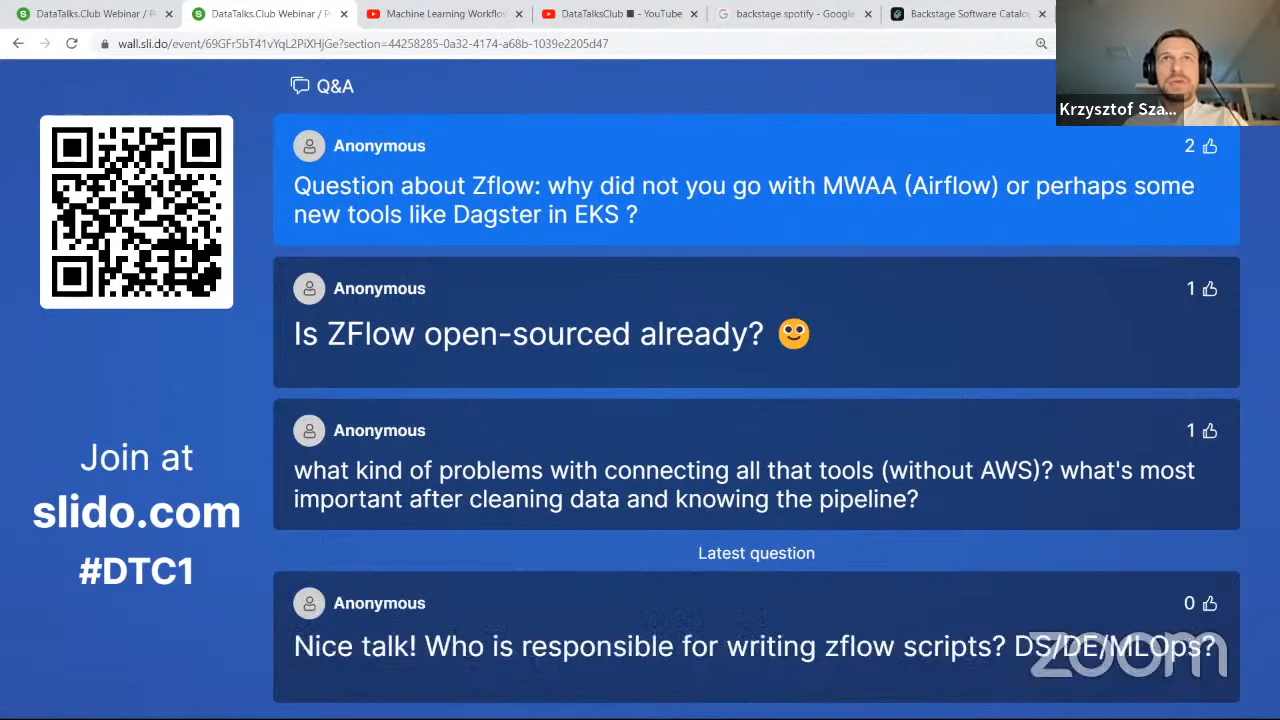 DataTalks.Club Webinar / P
DataTalks.Club Webinar / P
Machine Learning Workflow
DataTalksClub - YouTube
backstage spotify - Google
Backstage Software Catalo
wall.sli.do/event/69GFr5bT41vYqL2PiXHjGe?section=44258285-0a32-4174-a68b-1039e2205d47
Krzysztof Sza...
Q&A
Anonymous
2
Question about Zflow: why did not you go with MWAA (Airflow) or perhaps some
new tools like Dagster in EKS ?
Anonymous
1
Is ZFlow open-sourced already? 🙂
Anonymous
1
what kind of problems with connecting all that tools (without AWS)? what's most
important after cleaning data and knowing the pipeline?
Join at
slido.com
#DTC1
Latest question
Anonymous
0
Nice talk! Who is responsible for writing zflow scripts? DS/DE/MLOps?
zoom